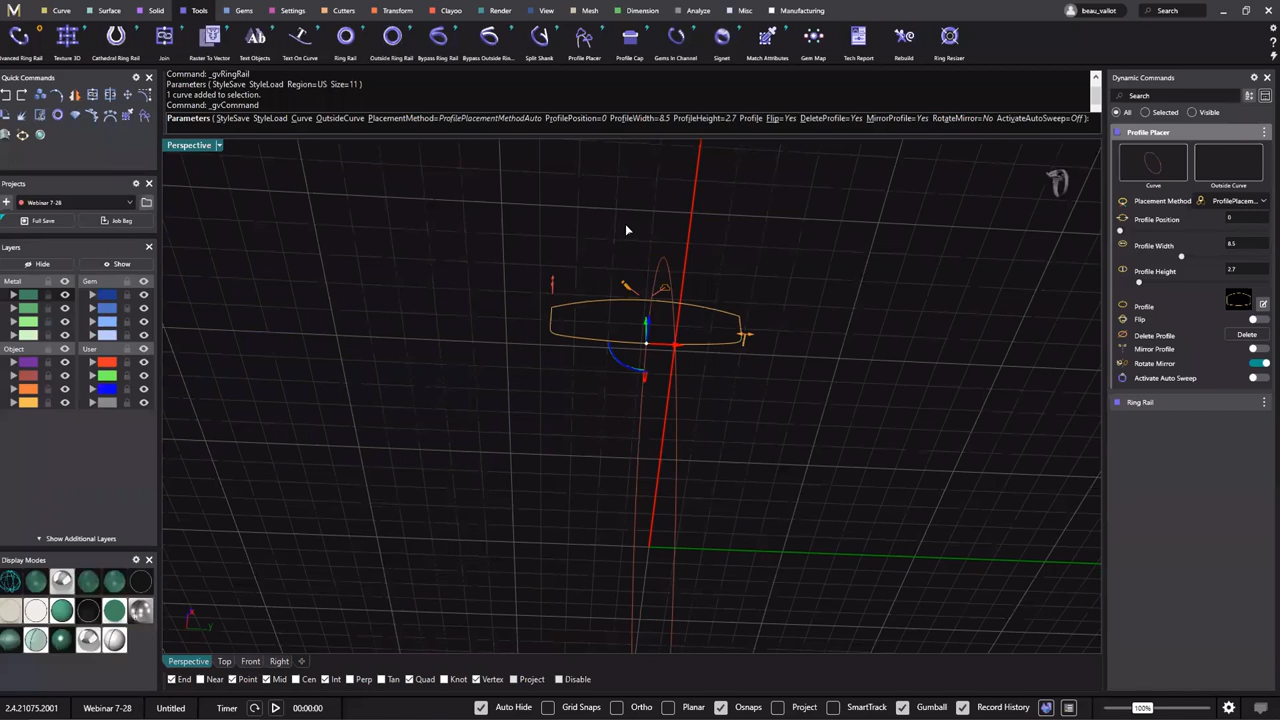 Curve Surface Solid Tools Gems Settings Cutters Transform Clayoo Render View Mesh Dimension Analyze Misc Manufacturing beau_vallot Search
dvanced Ring Rail Texture 3D Cathedral Ring Rail Join Raster To Vector Text Objects Text On Curve Ring Rail Outside Ring Rail Bypass Ring Rail Bypass Outside Rin... Split Shank Profile Placer Profile Cap Gems In Channel Signet Match Attributes Gem Map Tech Report Rebuild Ring Resizer
Quick Commands
Command: _gvRingRail
Parameters ( StyleSave StyleLoad Region=US Size=11 )
1 curve added to selection.
Command: _gvCommand
Parameters ( StyleSave StyleLoad Curve OutsideCurve PlacementMethod=ProfilePlacementMethodAuto ProfilePosition=0 ProfileWidth=8.5 ProfileHeight=2.7 Profile Flip=Yes DeleteProfile=Yes MirrorProfile=Yes RotateMirror=No ActivateAutoSweep=Off ):
Perspective
Projects
Webinar 7-28
Full Save Job Bag
Layers
Hide Show
Metal Gem
Object User
Show Additional Layers
Display Modes
Dynamic Commands
Search
All Selected Visible
Profile Placer
Curve Outside Curve
Placement Method ProfilePlacem...
Profile Position 0
Profile Width 8.5
Profile Height 2.7
Profile
Flip
Delete Profile Delete
Mirror Profile
Rotate Mirror
Activate Auto Sweep
Ring Rail
y
Perspective Top Front Right
End Near Point Mid Cen Int Perp Tan Quad Knot Vertex Project Disable
2.4.21075.2001 Webinar 7-28 Untitled Timer 00:00:00 Auto Hide Grid Snaps Ortho Planar Osnaps Project SmartTrack Gumball Record History 100%